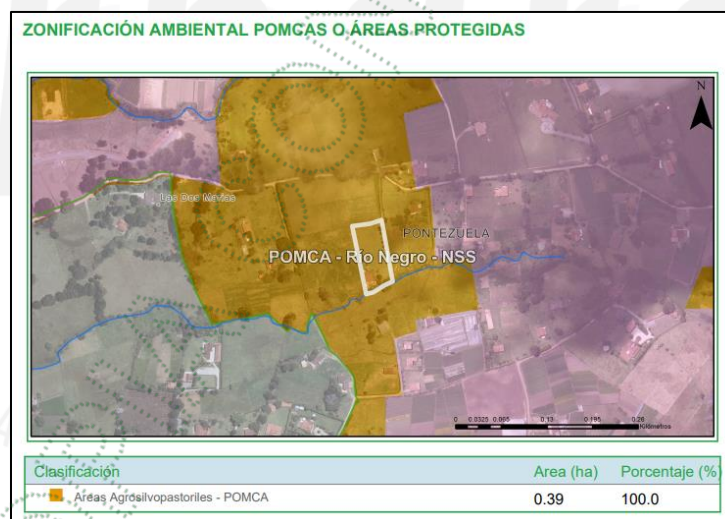 ZONIFICACIÓN AMBIENTAL POMCAS O ÁREAS PROTEGIDAS
N
Las Dos Marías
PONTEZUELA
POMCA - Río Negro - NSS
0 0.0325 0.065 0.13 0.195 0.26
Kilómetros
Clasificación Area (ha) Porcentaje (%)
Áreas Agrosilvopastoriles - POMCA 0.39 100.0